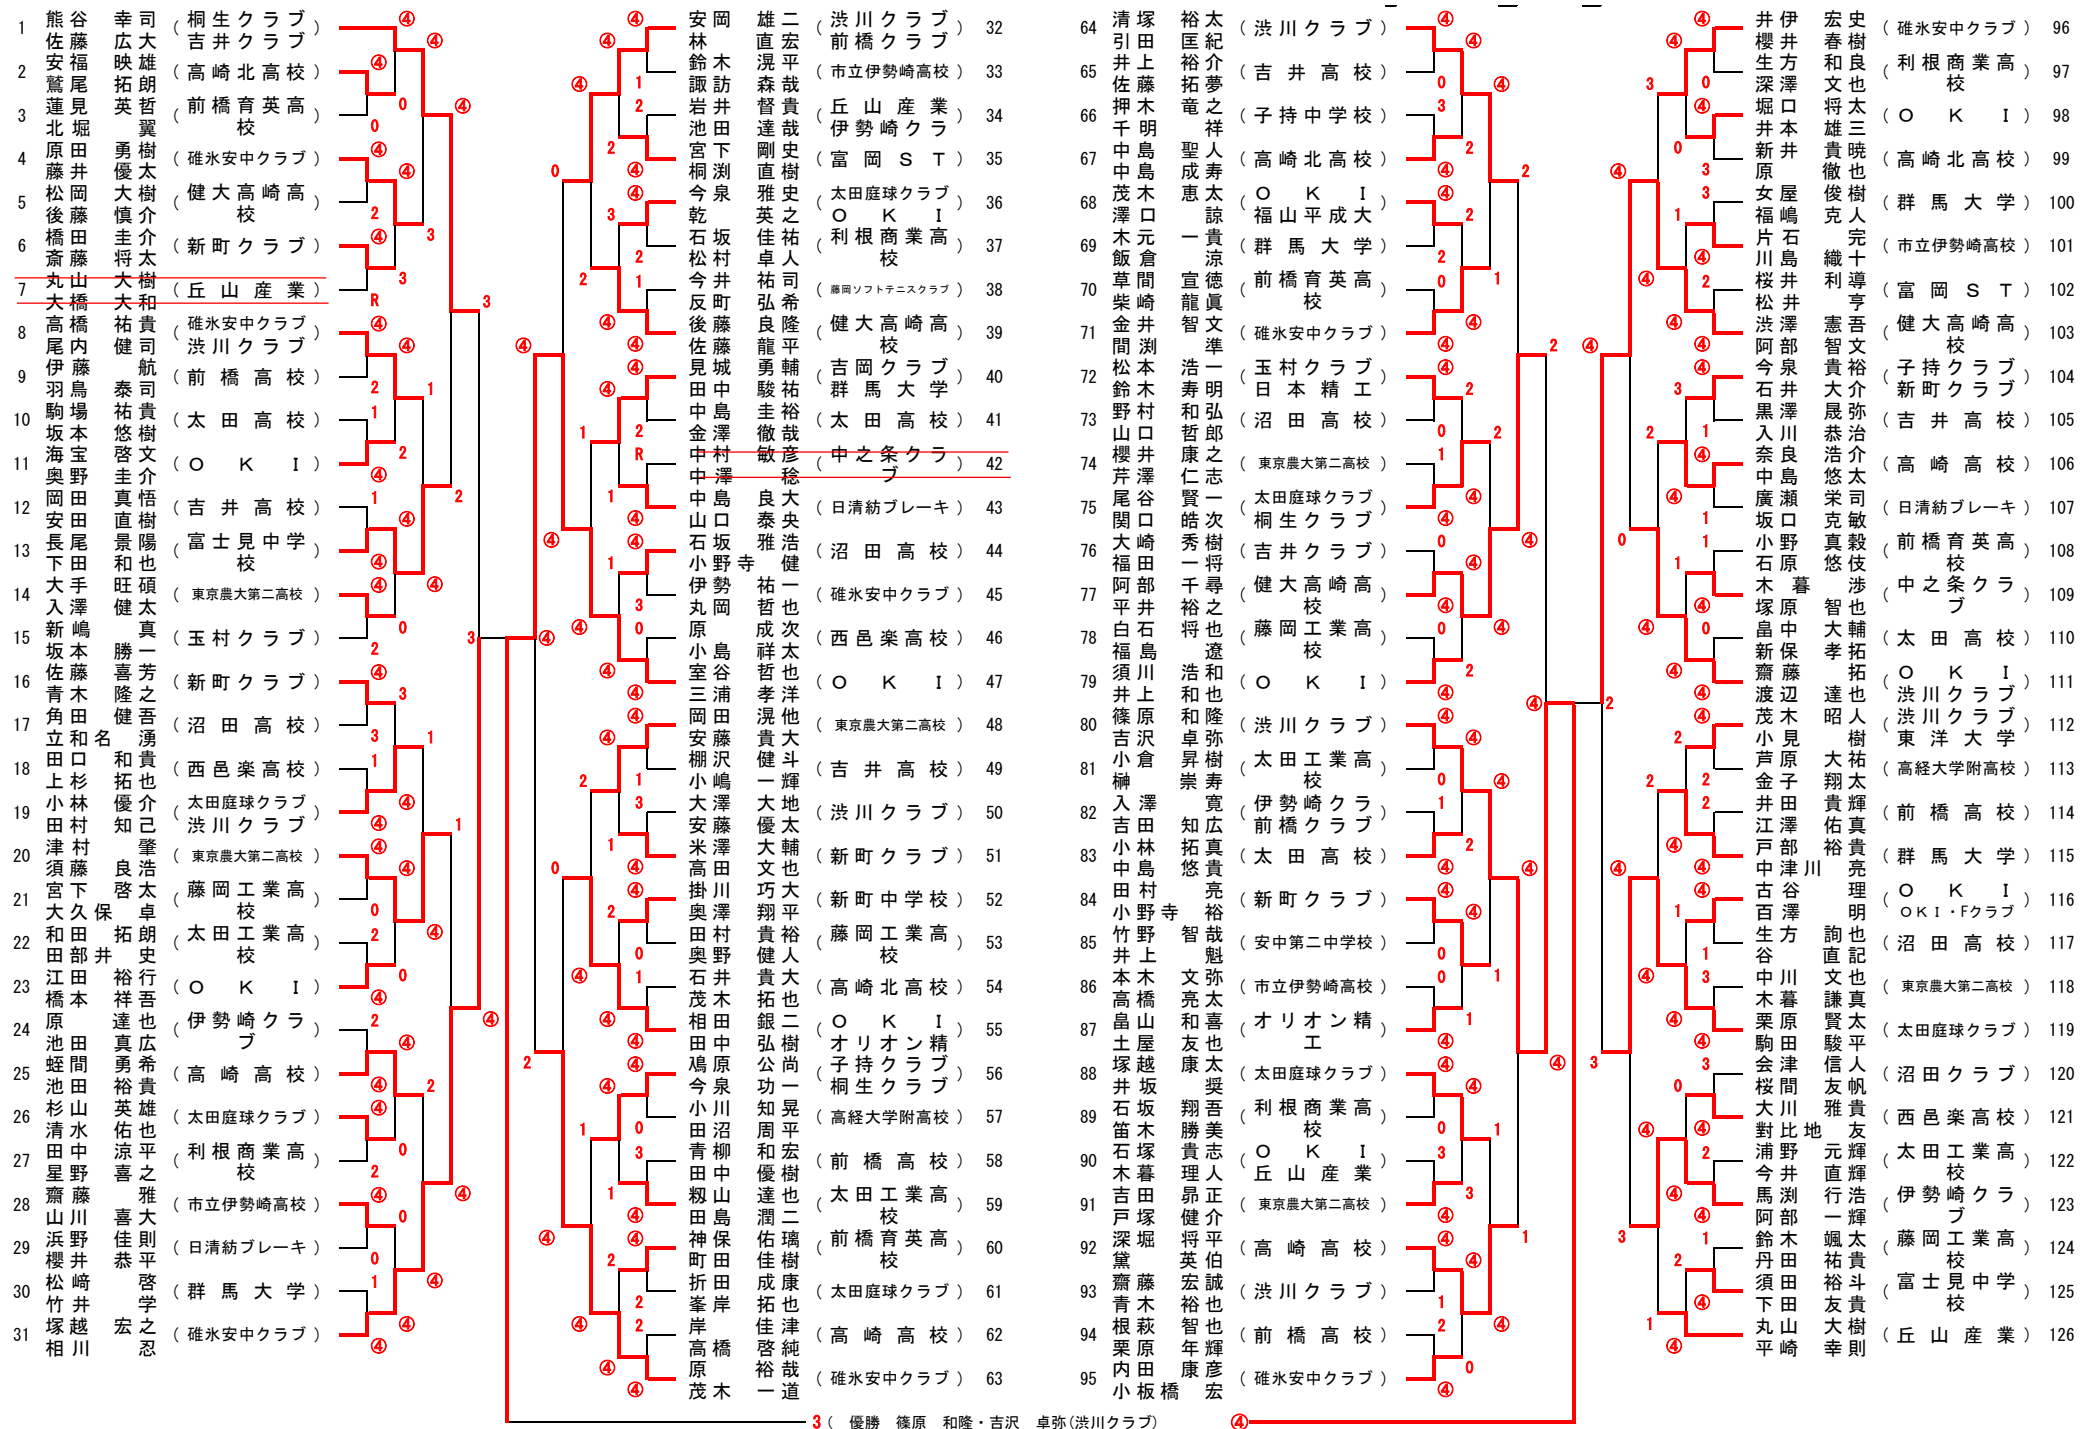 1 熊谷 幸司 (桐生クラブ)
佐藤 広大 吉井クラブ
2 安福 映雄 (高崎北高校)
鷲尾 拓朗
3 蓮見 英哲 (前橋育英高校)
北堀 翼
4 原田 勇樹 (碓氷安中クラブ)
藤井 優太
5 松岡 大樹 (健大高崎高校)
後藤 慎介
6 橋田 圭介 (新町クラブ)
斎藤 将太
7 丸山 大樹 (丘山産業)
大橋 大和
8 高橋 祐貴 (碓氷安中クラブ)
尾内 健司 渋川クラブ
9 伊藤 航 (前橋高校)
羽鳥 泰司
10 駒場 祐貴 (太田高校)
坂本 悠樹
11 海宝 啓文 (OKI)
奥野 圭介
12 岡田 真悟 (吉井高校)
安田 直樹
13 長尾 景陽 (富士見中学校)
下田 和也
14 大手 旺碩 (東京農大第二高校)
入澤 健太
15 新嶋 真 (玉村クラブ)
坂本 勝一
16 佐藤 喜芳 (新町クラブ)
青木 隆之
17 角田 健吾 (沼田高校)
立和名 湧
18 田口 和貴 (西邑楽高校)
上杉 拓也
19 小林 優介 (太田庭球クラブ)
田村 知己 渋川クラブ
20 津村 肇 (東京農大第二高校)
須藤 良浩
21 宮下 啓太 (藤岡工業高校)
大久保 卓
22 和田 拓朗 (太田工業高校)
田部井 史
23 江田 裕行 (OKI)
橋本 祥吾
24 原 達也 (伊勢崎クラブ)
池田 真広
25 蛭間 勇希 (高崎高校)
池田 裕貴
26 杉山 英雄 (太田庭球クラブ)
清水 佑也
27 田中 涼平 (利根商業高校)
星野 喜之
28 齋藤 雅 (市立伊勢崎高校)
山川 喜大
29 浜野 佳則 (日清紡ブレーキ)
櫻井 恭平
30 松崎 啓 (群馬大学)
竹井 学
31 塚越 宏之 (碓氷安中クラブ)
相川 忍
安岡 雄二 (渋川クラブ) 32
林 直宏 前橋クラブ
鈴木 滉平 (市立伊勢崎高校) 33
諏訪 森哉
岩井 督貴 (丘山産業) 34
池田 達哉 伊勢崎クラ
宮下 剛史 (富岡ST) 35
桐渕 直樹
今泉 雅史 (太田庭球クラブ) 36
乾 英之 OKI
石坂 佳祐 (利根商業高校) 37
松村 卓人
今井 祐司 (藤岡ソフトテニスクラブ) 38
反町 弘希
後藤 良隆 (健大高崎高校) 39
佐藤 龍平
見城 勇輔 (吉岡クラブ) 40
田中 駿祐 群馬大学
中島 圭裕 (太田高校) 41
金澤 徹哉
中村 敏彦 (中之条クラブ) 42
中澤 稔
中島 良大 (日清紡ブレーキ) 43
山口 泰央
石坂 雅浩 (沼田高校) 44
小野寺 健
伊勢 祐一 (碓氷安中クラブ) 45
丸岡 哲也
原 成次 (西邑楽高校) 46
小島 祥太
室谷 哲也 (OKI) 47
三浦 孝洋
岡田 滉他 (東京農大第二高校) 48
安藤 貴大
棚沢 健斗 (吉井高校) 49
小嶋 一輝
大澤 大地 (渋川クラブ) 50
安藤 優太
米澤 大輔 (新町クラブ) 51
高田 文也
掛川 巧大 (新町中学校) 52
奥澤 翔平
田村 貴裕 (藤岡工業高校) 53
奥野 健人
石井 貴大 (高崎北高校) 54
茂木 拓也
相田 銀二 (OKI) 55
田中 弘樹 オリオン精
鳰原 公尚 (子持クラブ) 56
今泉 功一 桐生クラブ
小川 知晃 (高経大学附高校) 57
田沼 周平
青柳 和宏 (前橋高校) 58
田中 優樹
籾山 達也 (太田工業高校) 59
田島 潤二
神保 佑璃 (前橋育英高校) 60
町田 佳樹
折田 成康 (太田庭球クラブ) 61
峯岸 拓也
岸 佳津 (高崎高校) 62
高橋 啓純
原 裕哉 (碓氷安中クラブ) 63
茂木 一道
64 清塚 裕太 (渋川クラブ)
引田 匡紀
65 井上 裕介 (吉井高校)
佐藤 拓夢
66 押木 竜之 (子持中学校)
千明 祥
67 中島 聖人 (高崎北高校)
中島 成寿
68 茂木 恵太 (OKI)
澤口 諒 福山平成大
69 木元 一貴 (群馬大学)
飯倉 涼
70 草間 宣徳 (前橋育英高校)
柴崎 龍眞
71 金井 智文 (碓氷安中クラブ)
間渕 準
72 松本 浩一 (玉村クラブ)
鈴木 寿明 日本精工
73 野村 和弘 (沼田高校)
山口 哲郎
74 櫻井 康之 (東京農大第二高校)
芹澤 仁志
75 尾谷 賢一 (太田庭球クラブ)
関口 皓次 桐生クラブ
76 大崎 秀樹 (吉井クラブ)
福田 一将
77 阿部 千尋 (健大高崎高校)
平井 裕之
78 白石 将也 (藤岡工業高校)
福島 遼
79 須川 浩和 (OKI)
井上 和也
80 篠原 和隆 (渋川クラブ)
吉沢 卓弥
81 小倉 昇樹 (太田工業高校)
榊 崇寿
82 入澤 寛 (伊勢崎クラ)
吉田 知広 前橋クラブ
83 小林 拓真 (太田高校)
中島 悠貴
84 田村 亮 (新町クラブ)
小野寺 裕
85 竹野 智哉 (安中第二中学校)
井上 魁
86 本木 文弥 (市立伊勢崎高校)
高橋 亮太
87 畠山 和喜 (オリオン精工)
土屋 友也
88 塚越 康太 (太田庭球クラブ)
井坂 奨
89 石坂 翔吾 (利根商業高校)
笛木 勝美
90 石塚 貴志 (OKI)
木暮 理人 丘山産業
91 吉田 昴正 (東京農大第二高校)
戸塚 健介
92 深堀 将平 (高崎高校)
黛 英伯
93 齋藤 宏誠 (渋川クラブ)
青木 裕也
94 根萩 智也 (前橋高校)
栗原 年輝
95 内田 康彦 (碓氷安中クラブ)
小板橋 宏
井伊 宏史 (碓氷安中クラブ) 96
櫻井 春樹
生方 和良 (利根商業高校) 97
深澤 文也
堀口 将太 (OKI) 98
井本 雄三
新井 貴暁 (高崎北高校) 99
原 徹也
女屋 俊樹 (群馬大学) 100
福嶋 克人
片石 完 (市立伊勢崎高校) 101
川島 織十
桜井 利導 (富岡ST) 102
松井 亨
渋澤 憲吾 (健大高崎高校) 103
阿部 智文
今泉 貴裕 (子持クラブ) 104
石井 大介 新町クラブ
黒澤 晟弥 (吉井高校) 105
入川 恭治
奈良 浩介 (高崎高校) 106
中島 悠太
廣瀬 栄司 (日清紡ブレーキ) 107
坂口 克敏
小野 真毅 (前橋育英高校) 108
石原 悠伎
木暮 渉 (中之条クラブ) 109
塚原 智也
畠中 大輔 (太田高校) 110
新保 孝拓
齋藤 拓 (OKI) 111
渡辺 達也 渋川クラブ
茂木 昭人 (渋川クラブ) 112
小見 樹 東洋大学
芦原 大祐 (高経大学附高校) 113
金子 翔太
井田 貴輝 (前橋高校) 114
江澤 佑真
戸部 裕貴 (群馬大学) 115
中津川 亮
古谷 理 (OKI) 116
百澤 明 OKI・Fクラブ
生方 詢也 (沼田高校) 117
谷 直記
中川 文也 (東京農大第二高校) 118
木暮 謙真
栗原 賢太 (太田庭球クラブ) 119
駒田 駿平
会津 信人 (沼田クラブ) 120
桜間 友帆
大川 雅貴 (西邑楽高校) 121
對比地 友
浦野 元輝 (太田工業高校) 122
今井 直輝
馬渕 行浩 (伊勢崎クラブ) 123
阿部 一輝
鈴木 颯太 (藤岡工業高校) 124
丹田 祐貴
須田 裕斗 (富士見中学校) 125
下田 友貴
丸山 大樹 (丘山産業) 126
平崎 幸則
3 ( 優勝 篠原 和隆・吉沢 卓弥(渋川クラブ) ④